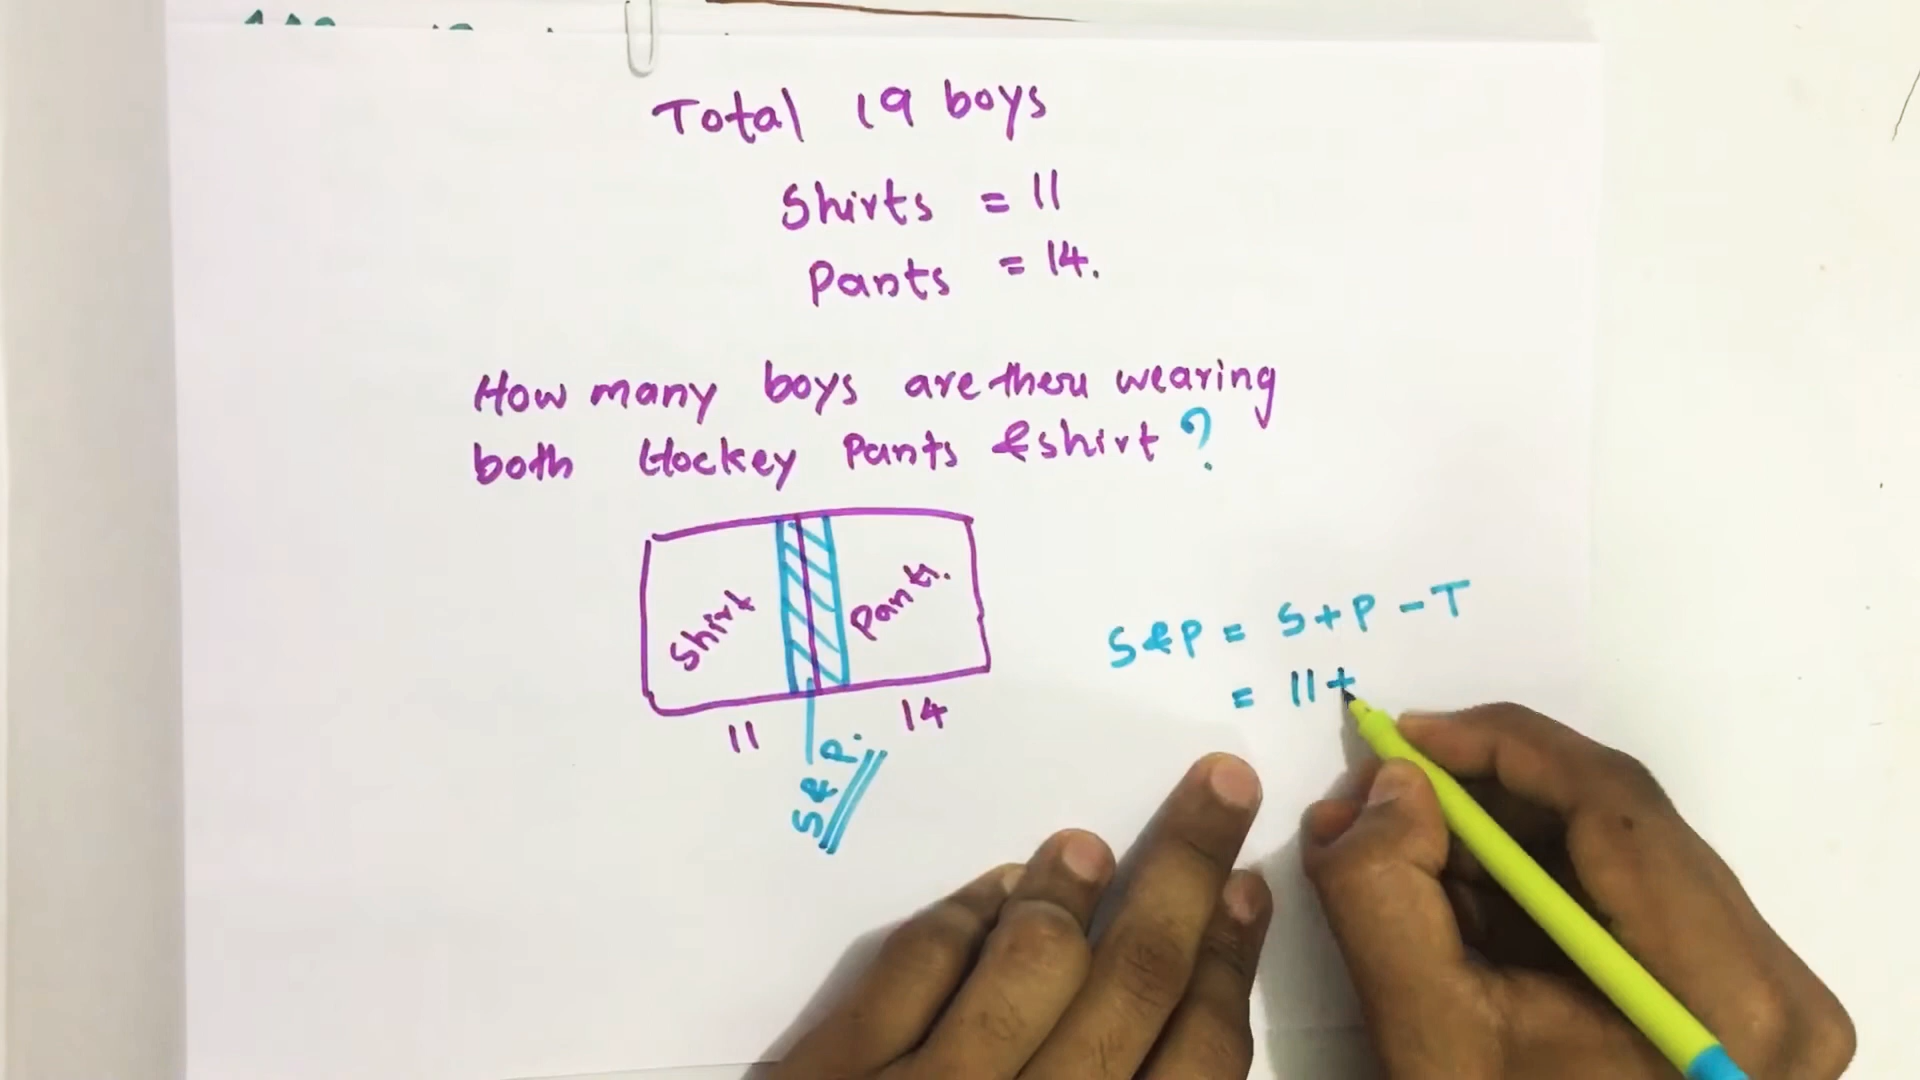 Total 19 boys
Shirts = 11
Pants = 14.
How many boys are there wearing
both Hockey Pants & shirt ?
Shirt
Pants.
11
14
S & P.
S & P = S + P - T
= 11 +